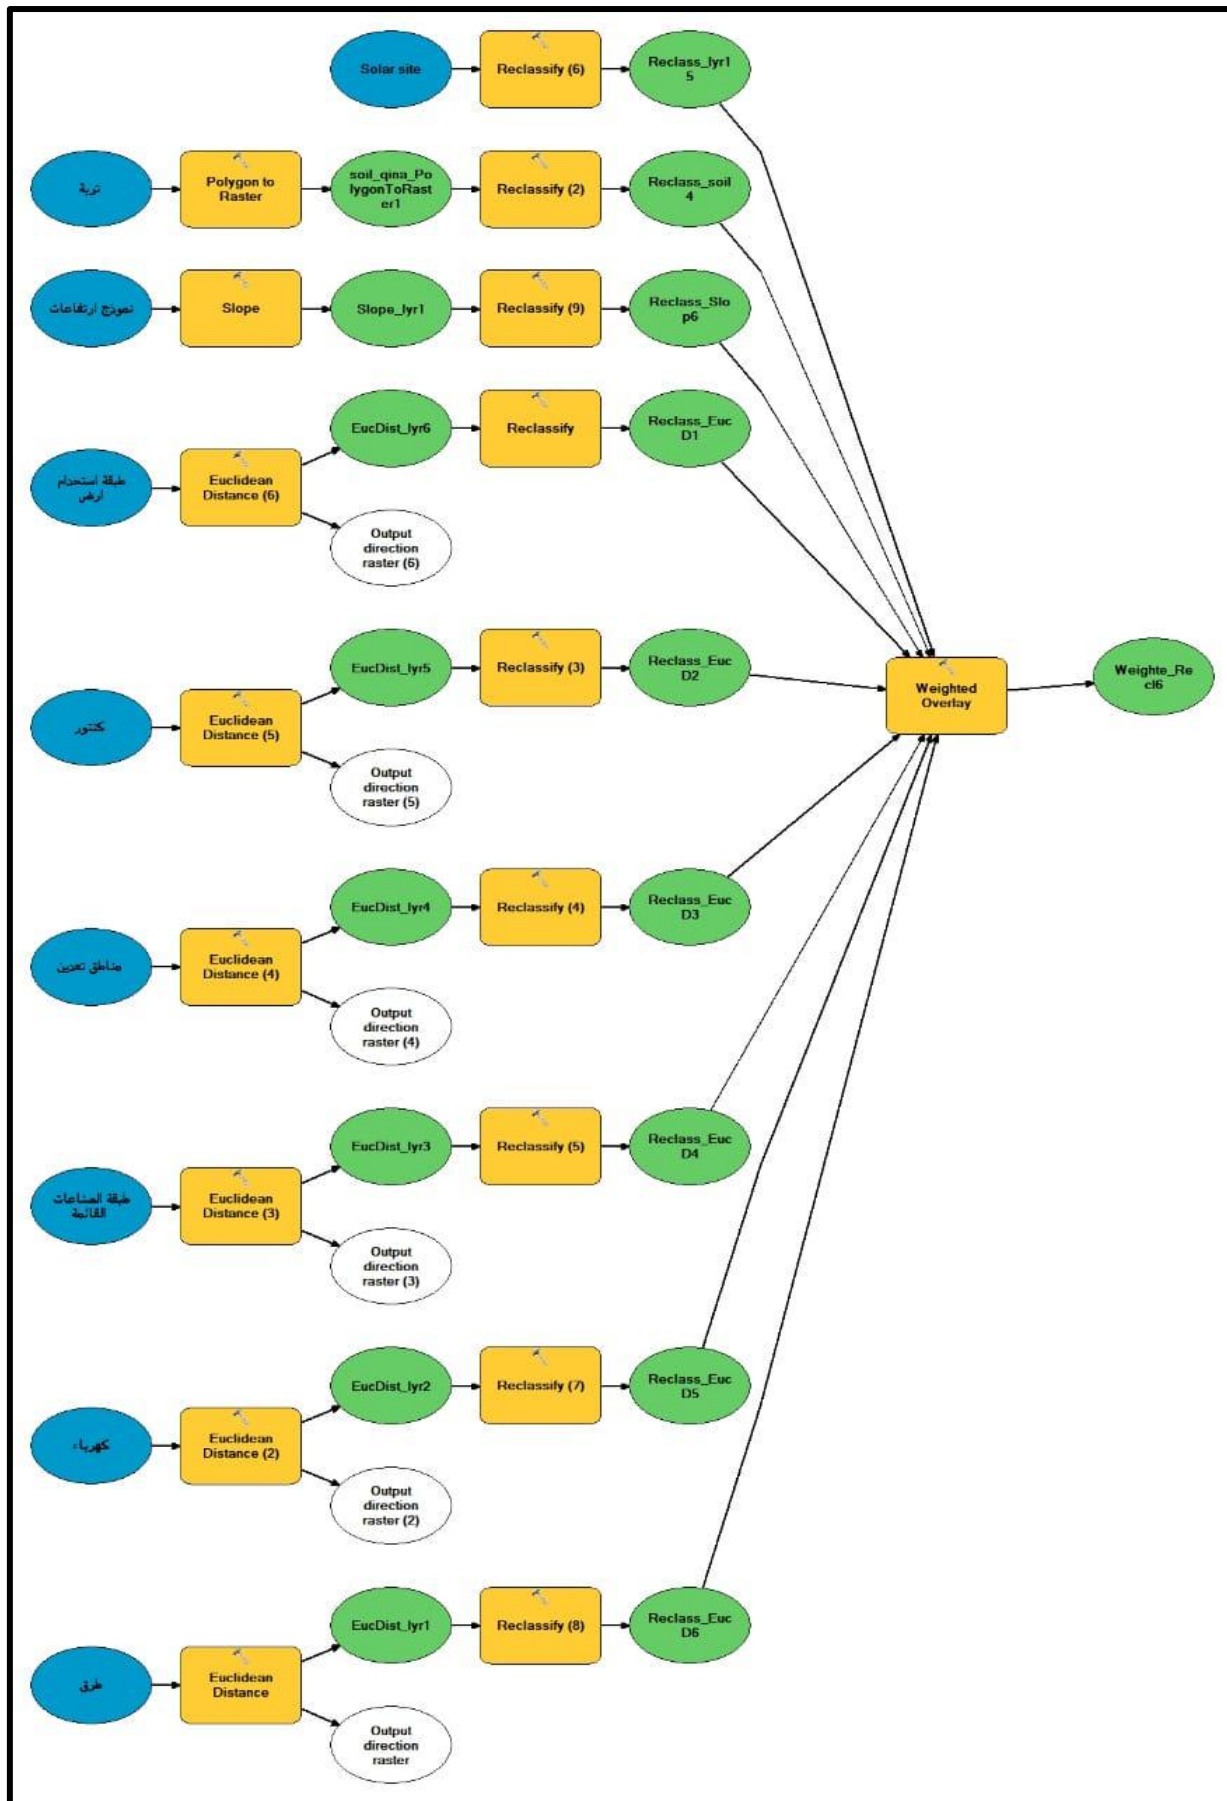 Solar site
Reclassify (6)
Reclass_lyr1
5
تربة
Polygon to
Raster
soil_qina_Po
lygonToRast
er1
Reclassify (2)
Reclass_soil
4
نموزج ارتفاعات
Slope
Slope_lyr1
Reclassify (9)
Reclass_Slo
p6
طبقة استخدام
ارض
Euclidean
Distance (6)
EucDist_lyr6
Reclassify
Reclass_Euc
D1
Output
direction
raster (6)
كنتور
Euclidean
Distance (5)
EucDist_lyr5
Reclassify (3)
Reclass_Euc
D2
Output
direction
raster (5)
Weighted
Overlay
Weighte_Re
cl6
مناطق تعدين
Euclidean
Distance (4)
EucDist_lyr4
Reclassify (4)
Reclass_Euc
D3
Output
direction
raster (4)
طبقة الصناعات
القائمة
Euclidean
Distance (3)
EucDist_lyr3
Reclassify (5)
Reclass_Euc
D4
Output
direction
raster (3)
كهرباء
Euclidean
Distance (2)
EucDist_lyr2
Reclassify (7)
Reclass_Euc
D5
Output
direction
raster (2)
طرق
Euclidean
Distance
EucDist_lyr1
Reclassify (8)
Reclass_Euc
D6
Output
direction
raster